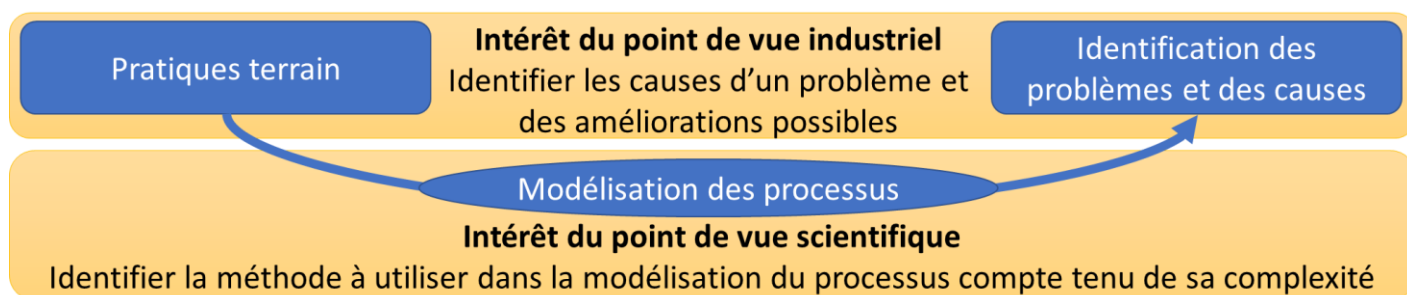 Pratiques terrain
Intérêt du point de vue industriel
Identifier les causes d’un problème et
des améliorations possibles
Identification des
problèmes et des causes
Modélisation des processus
Intérêt du point de vue scientifique
Identifier la méthode à utiliser dans la modélisation du processus compte tenu de sa complexité